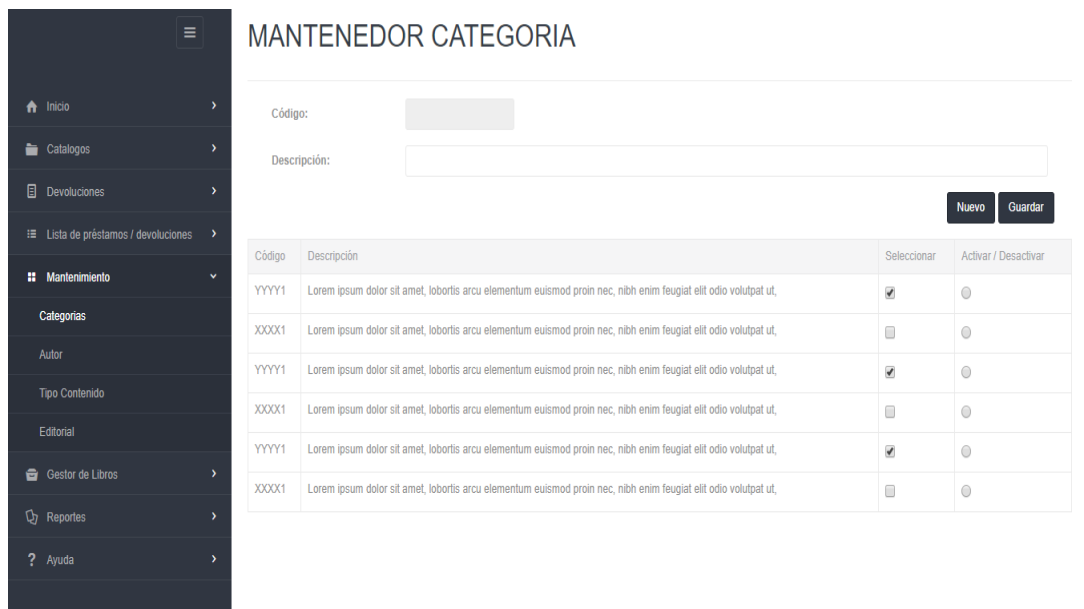 MANTENEDOR CATEGORIA
Inicio
Catalogos
Devoluciones
Lista de préstamos / devoluciones
Mantenimiento
Categorias
Autor
Tipo Contenido
Editorial
Gestor de Libros
Reportes
? Ayuda
Código:
Descripción:
Nuevo Guardar
Código Descripción Seleccionar Activar / Desactivar
YYYY1 Lorem ipsum dolor sit amet, lobortis arcu elementum euismod proin nec, nibh enim feugiat elit odio volutpat ut,
XXXX1 Lorem ipsum dolor sit amet, lobortis arcu elementum euismod proin nec, nibh enim feugiat elit odio volutpat ut,
YYYY1 Lorem ipsum dolor sit amet, lobortis arcu elementum euismod proin nec, nibh enim feugiat elit odio volutpat ut,
XXXX1 Lorem ipsum dolor sit amet, lobortis arcu elementum euismod proin nec, nibh enim feugiat elit odio volutpat ut,
YYYY1 Lorem ipsum dolor sit amet, lobortis arcu elementum euismod proin nec, nibh enim feugiat elit odio volutpat ut,
XXXX1 Lorem ipsum dolor sit amet, lobortis arcu elementum euismod proin nec, nibh enim feugiat elit odio volutpat ut,